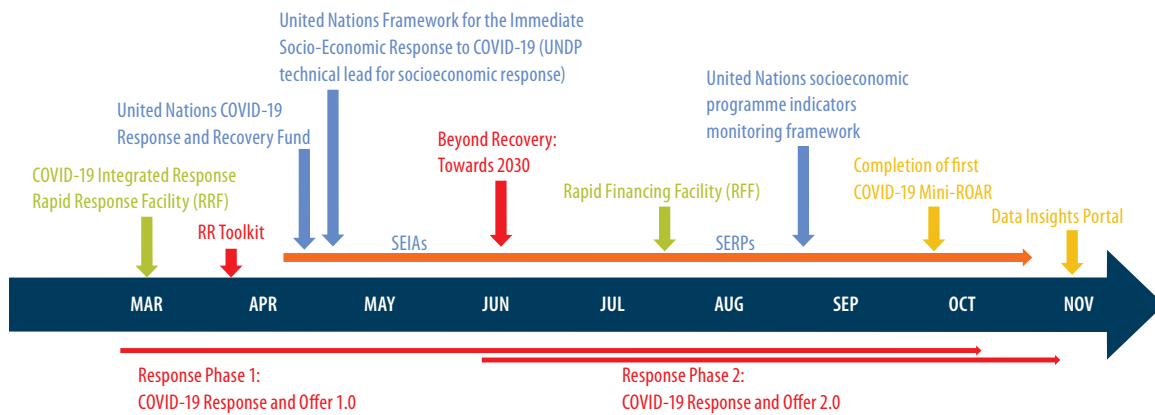 United Nations Framework for the Immediate
Socio-Economic Response to COVID-19 (UNDP
technical lead for socioeconomic response)
United Nations COVID-19
Response and Recovery Fund
United Nations socioeconomic
programme indicators
monitoring framework
Beyond Recovery:
Towards 2030
COVID-19 Integrated Response
Rapid Response Facility (RRF)
Rapid Financing Facility (RFF)
Completion of first
COVID-19 Mini-ROAR
RR Toolkit
Data Insights Portal
SEIAs
SERPs
MAR
APR
MAY
JUN
JUL
AUG
SEP
OCT
NOV
Response Phase 1:
COVID-19 Response and Offer 1.0
Response Phase 2:
COVID-19 Response and Offer 2.0